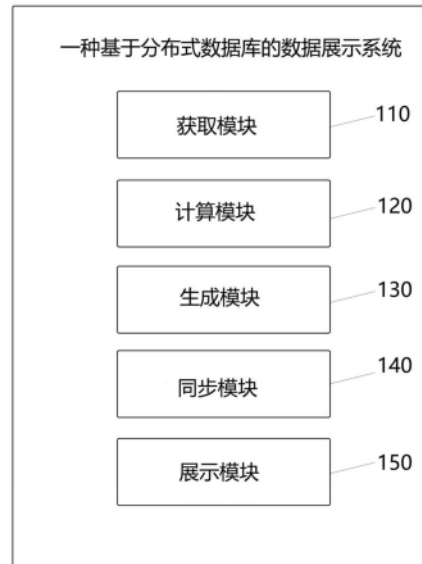 一种基于分布式数据库的数据展示系统
获取模块 110
计算模块 120
生成模块 130
同步模块 140
展示模块 150